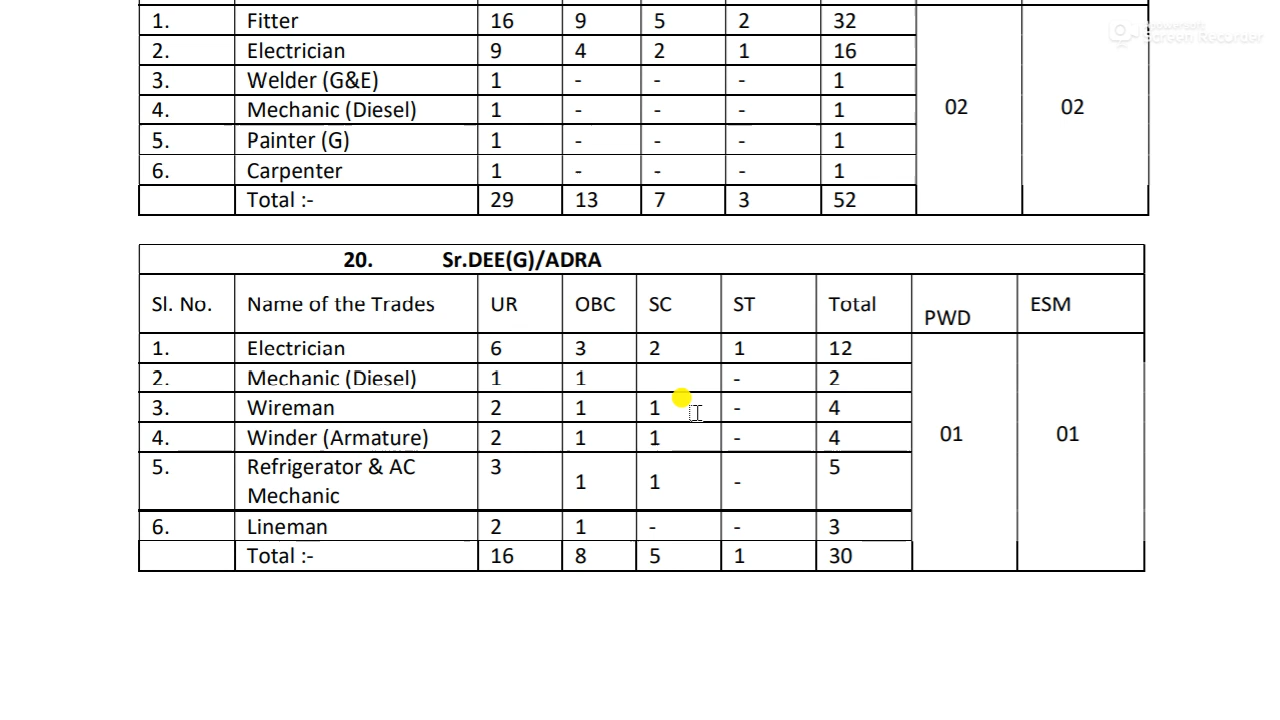 1. Fitter 16 9 5 2 32
2. Electrician 9 4 2 1 16
3. Welder (G&E) 1 - - - 1
4. Mechanic (Diesel) 1 - - - 1
5. Painter (G) 1 - - - 1
6. Carpenter 1 - - - 1
02 02
Total :- 29 13 7 3 52
20. Sr.DEE(G)/ADRA
Sl. No. Name of the Trades UR OBC SC ST Total PWD ESM
1. Electrician 6 3 2 1 12
2. Mechanic (Diesel) 1 1 - 2
3. Wireman 2 1 1 - 4
4. Winder (Armature) 2 1 1 - 4
01 01
5. Refrigerator & AC Mechanic 3 1 1 - 5
6. Lineman 2 1 - - 3
Total :- 16 8 5 1 30
Apowersoft
Screen Recorder